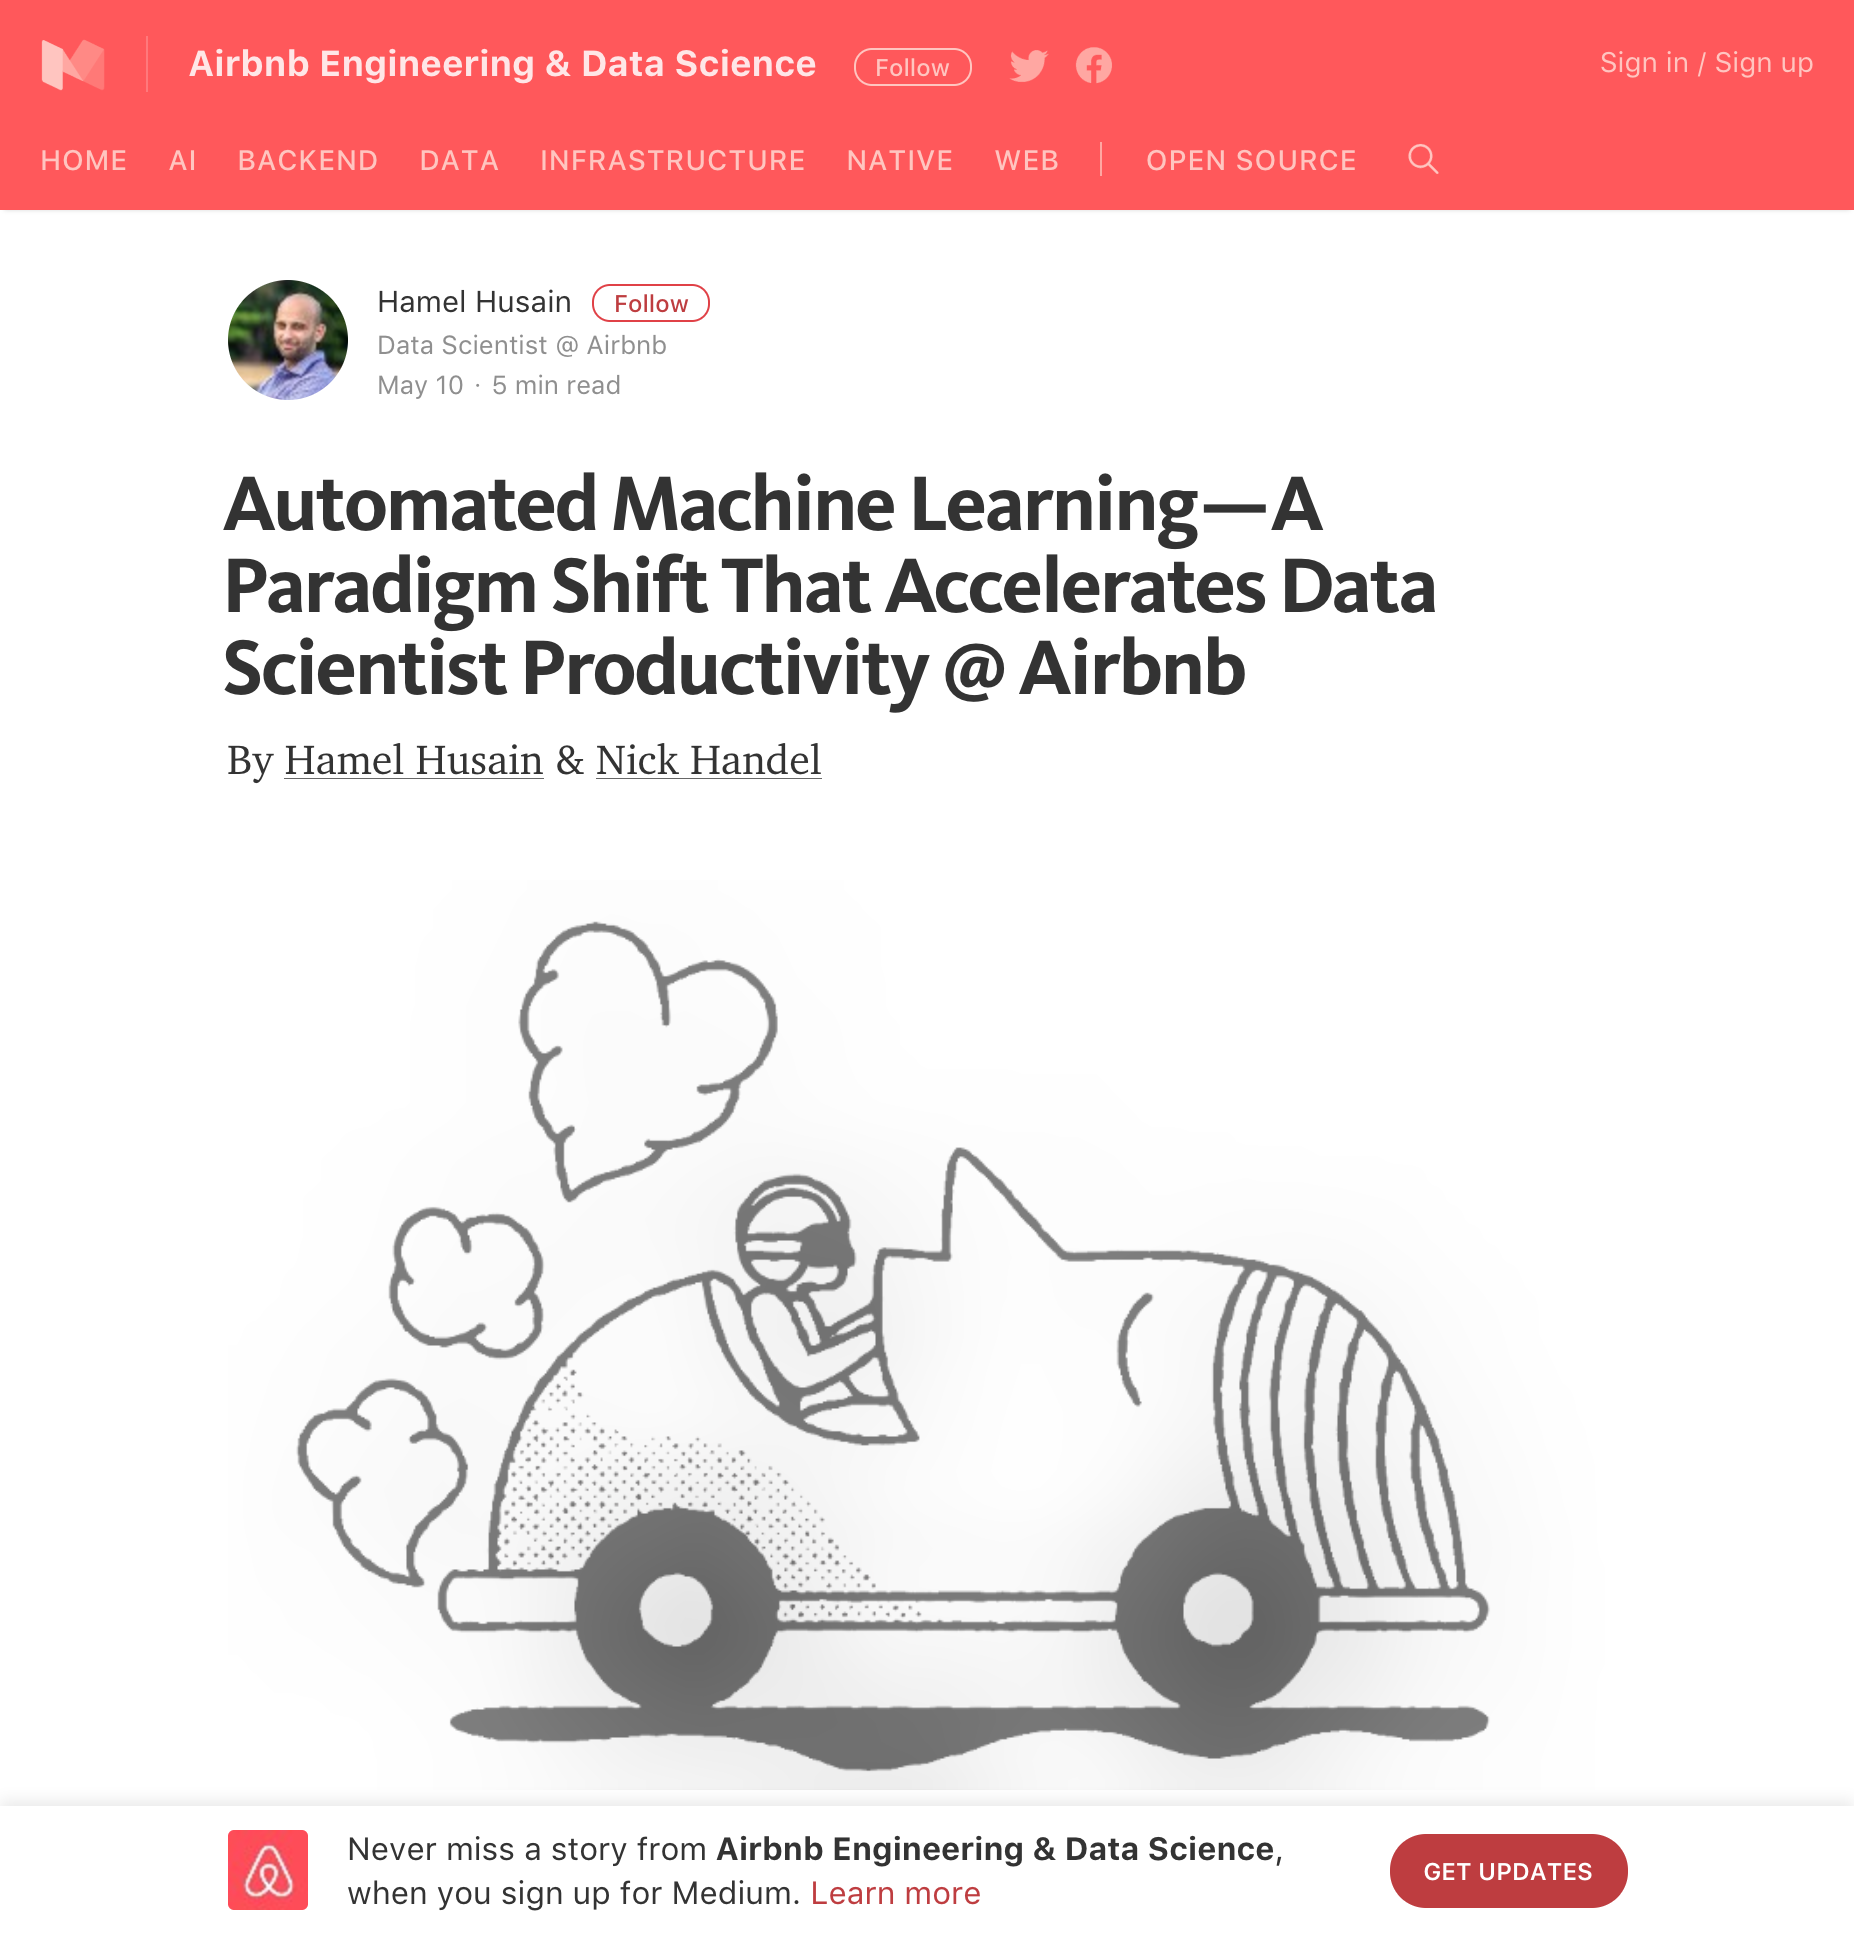 Airbnb Engineering & Data Science Follow Sign in / Sign up
HOME AI BACKEND DATA INFRASTRUCTURE NATIVE WEB OPEN SOURCE
Hamel Husain Follow
Data Scientist @ Airbnb
May 10 · 5 min read
Automated Machine Learning—A
Paradigm Shift That Accelerates Data
Scientist Productivity @ Airbnb
By Hamel Husain & Nick Handel
Never miss a story from Airbnb Engineering & Data Science,
when you sign up for Medium. Learn more
GET UPDATES